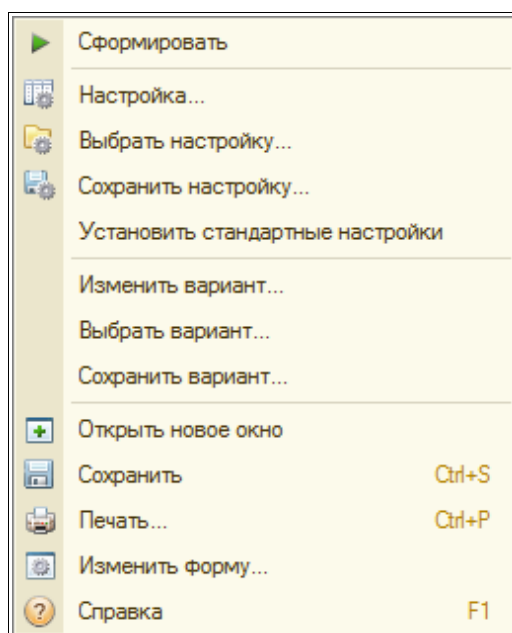 Сформировать
Настройка...
Выбрать настройку...
Сохранить настройку...
Установить стандартные настройки
Изменить вариант...
Выбрать вариант...
Сохранить вариант...
Открыть новое окно
Сохранить Ctrl+S
Печать... Ctrl+P
Изменить форму...
Справка F1